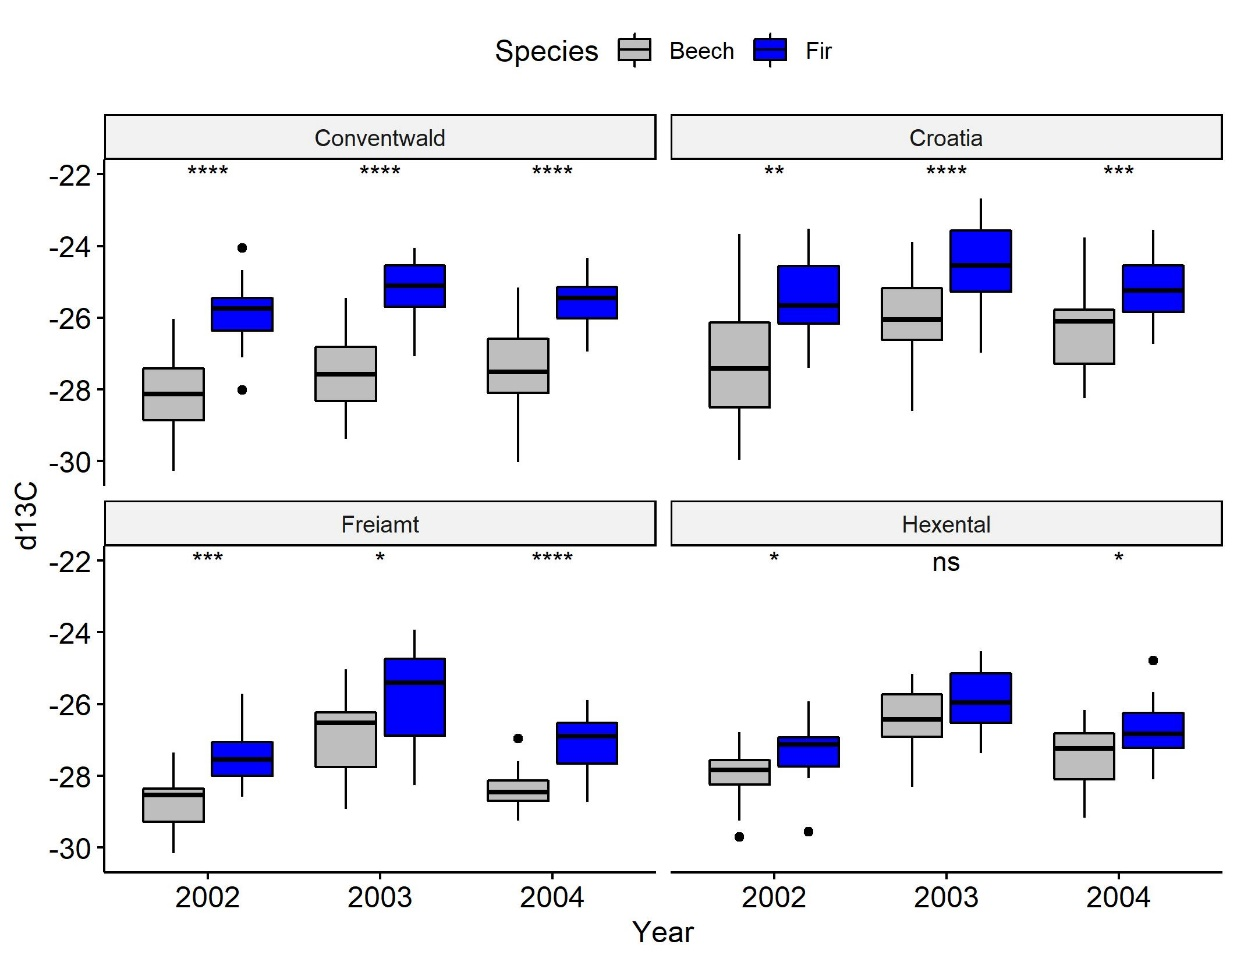 Species Beech Fir
Conventwald Croatia
-22 **** **** **** ** **** ***
-24
-26
-28
-30
d13C
Freiamt Hexental
-22 *** * **** * ns *
-24
-26
-28
-30
2002 2003 2004 2002 2003 2004
Year